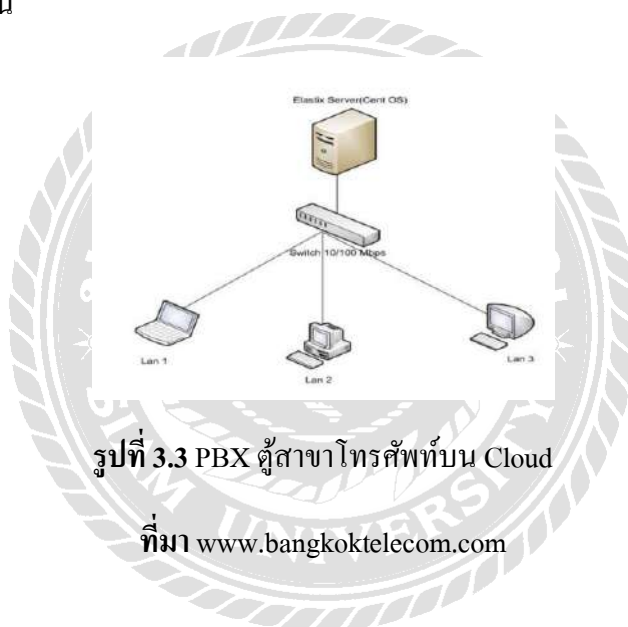 Elastix Server(Cent OS)
Switch 10/100 Mbps
Lan 1
Lan 2
Lan 3
รูปที่ 3.3 PBX ตู้สาขาโทรศัพท์บน Cloud
ที่มา www.bangkoktelecom.com
SIAM UNIVERSITY